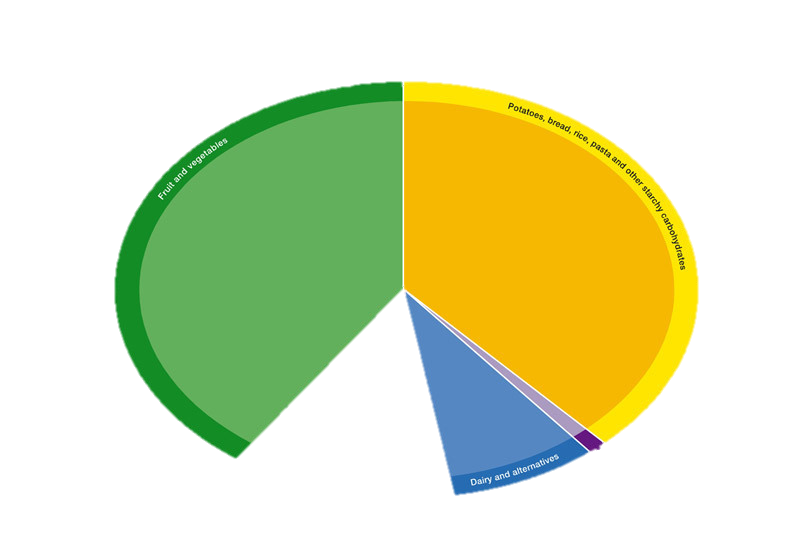 Fruit and vegetables
Potatoes, bread, rice, pasta and other starchy carbohydrates
Dairy and alternatives